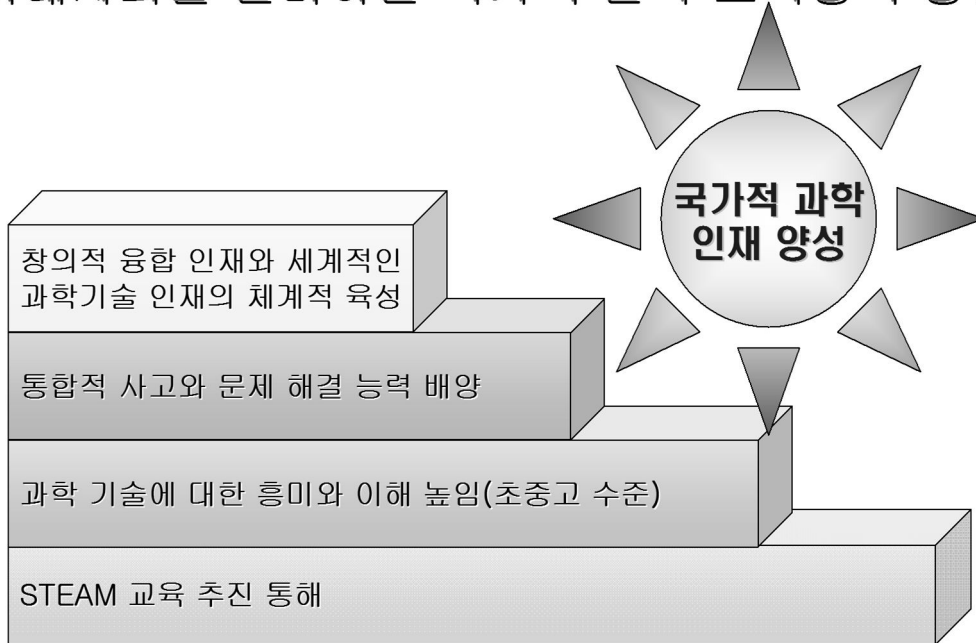 국가적 과학
인재 양성
창의적 융합 인재와 세계적인
과학기술 인재의 체계적 육성
통합적 사고와 문제 해결 능력 배양
과학 기술에 대한 흥미와 이해 높임(초중고 수준)
STEAM 교육 추진 통해